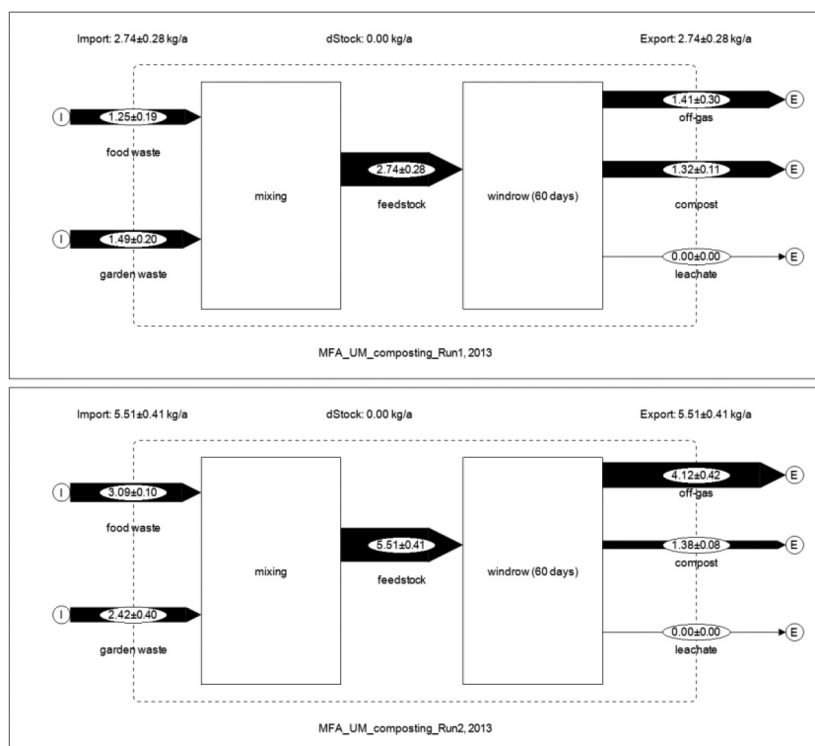 Import: 2.74±0.28 kg/a
dStock: 0.00 kg/a
Export: 2.74±0.28 kg/a
I
1.25±0.19
food waste
I
1.49±0.20
garden waste
mixing
2.74±0.28
feedstock
windrow (60 days)
1.41±0.30
E
off-gas
1.32±0.11
E
compost
0.00±0.00
E
leachate
MFA_UM_composting_Run1, 2013
Import: 5.51±0.41 kg/a
dStock: 0.00 kg/a
Export: 5.51±0.41 kg/a
I
3.09±0.10
food waste
I
2.42±0.40
garden waste
mixing
5.51±0.41
feedstock
windrow (60 days)
4.12±0.42
E
off-gas
1.38±0.08
E
compost
0.00±0.00
E
leachate
MFA_UM_composting_Run2, 2013